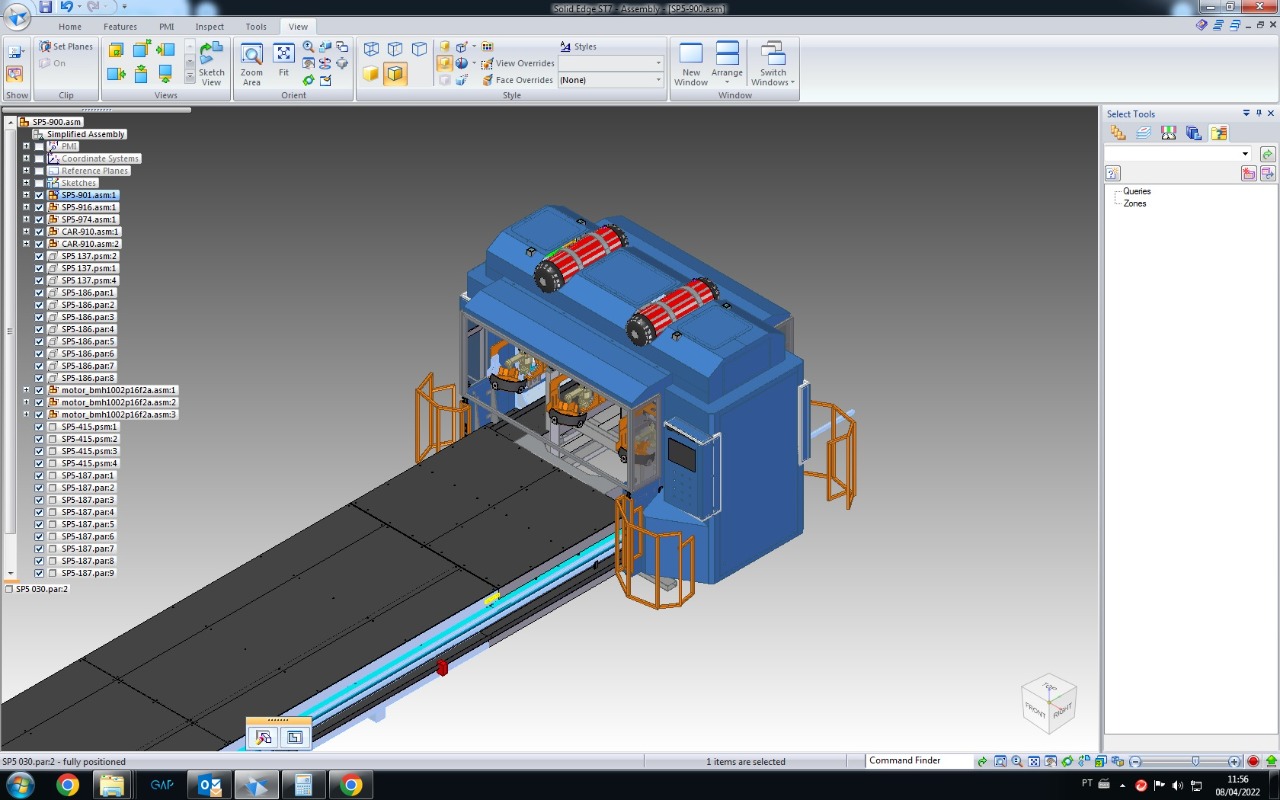 Solid Edge ST7 - Assembly - [SP5-900.asm]
Home Features PMI Inspect Tools View
Set Planes
On
Sketch View
Zoom Area
Fit
Styles
View Overrides
Face Overrides (None)
New Window
Arrange
Switch Windows
Show Clip Views Orient Style Window
SP5-900.asm
Simplified Assembly
PMI
Coordinate Systems
Reference Planes
Sketches
SP5-901.asm:1
SP5-916.asm:1
SP5-974.asm:1
CAR-910.asm:1
CAR-910.asm:2
SP5 137.psm:2
SP5 137.psm:1
SP5 137.psm:4
SP5-186.par:1
SP5-186.par:2
SP5-186.par:3
SP5-186.par:4
SP5-186.par:5
SP5-186.par:6
SP5-186.par:7
SP5-186.par:8
motor_bmh1002p16f2a.asm:1
motor_bmh1002p16f2a.asm:2
motor_bmh1002p16f2a.asm:3
SP5-415.psm:1
SP5-415.psm:2
SP5-415.psm:3
SP5-415.psm:4
SP5-187.par:1
SP5-187.par:2
SP5-187.par:3
SP5-187.par:4
SP5-187.par:5
SP5-187.par:6
SP5-187.par:7
SP5-187.par:8
SP5-187.par:9
SP5 030.par:2
Select Tools
Queries
Zones
TOP
FRONT
RIGHT
SP5 030.par:2 - fully positioned
1 items are selected
Command Finder
GAP
PT
11:56
08/04/2022